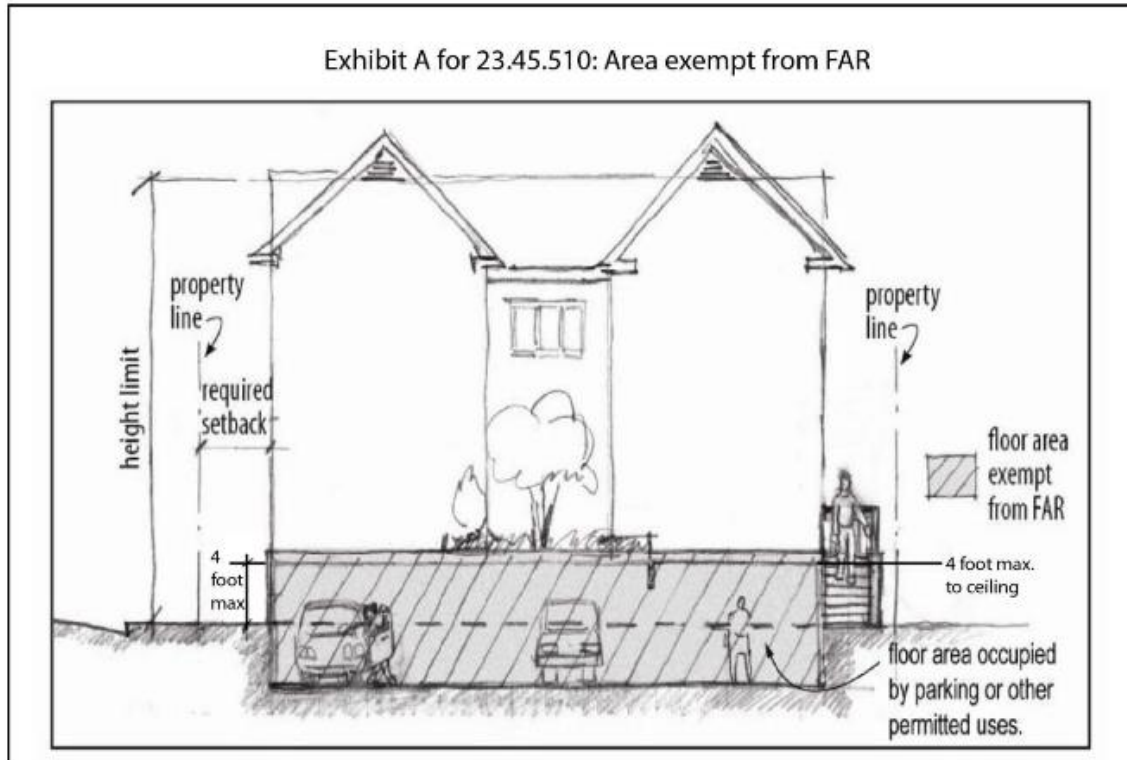 Exhibit A for 23.45.510: Area exempt from FAR
height limit
property
line
required
setback
property
line
floor area
exempt
from FAR
4
foot
max
4 foot max.
to ceiling
floor area occupied
by parking or other
permitted uses.